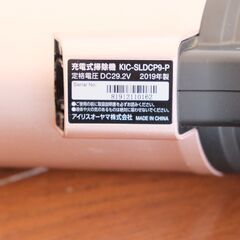 充電式掃除機 KIC-SLDCP9-P
定格電圧 DC29.2V 2019年製
Serial No.
81912110162
アイリスオーヤマ株式会社 MADE IN CHINA